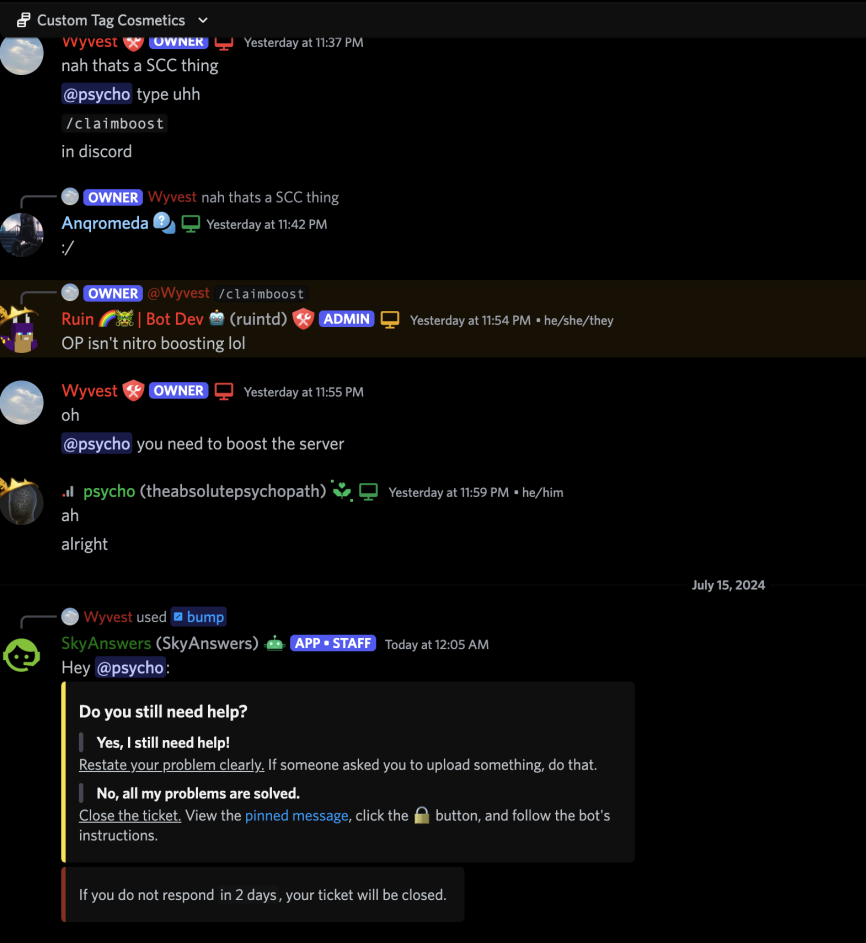 Custom Tag Cosmetics
Wyvest OWNER Yesterday at 11:37 PM
nah thats a SCC thing
@psycho type uhh
/claimboost
in discord
OWNER Wyvest nah thats a SCC thing
Anqromeda Yesterday at 11:42 PM
:/
OWNER @Wyvest /claimboost
Ruin | Bot Dev (ruintd) ADMIN Yesterday at 11:54 PM • he/she/they
OP isn't nitro boosting lol
Wyvest OWNER Yesterday at 11:55 PM
oh
@psycho you need to boost the server
psycho (theabsolutepsychopath) Yesterday at 11:59 PM • he/him
ah
alright
July 15, 2024
Wyvest used bump
SkyAnswers (SkyAnswers) APP • STAFF Today at 12:05 AM
Hey @psycho:
Do you still need help?
Yes, I still need help!
Restate your problem clearly. If someone asked you to upload something, do that.
No, all my problems are solved.
Close the ticket. View the pinned message, click the 🔒 button, and follow the bot's
instructions.
If you do not respond in 2 days, your ticket will be closed.